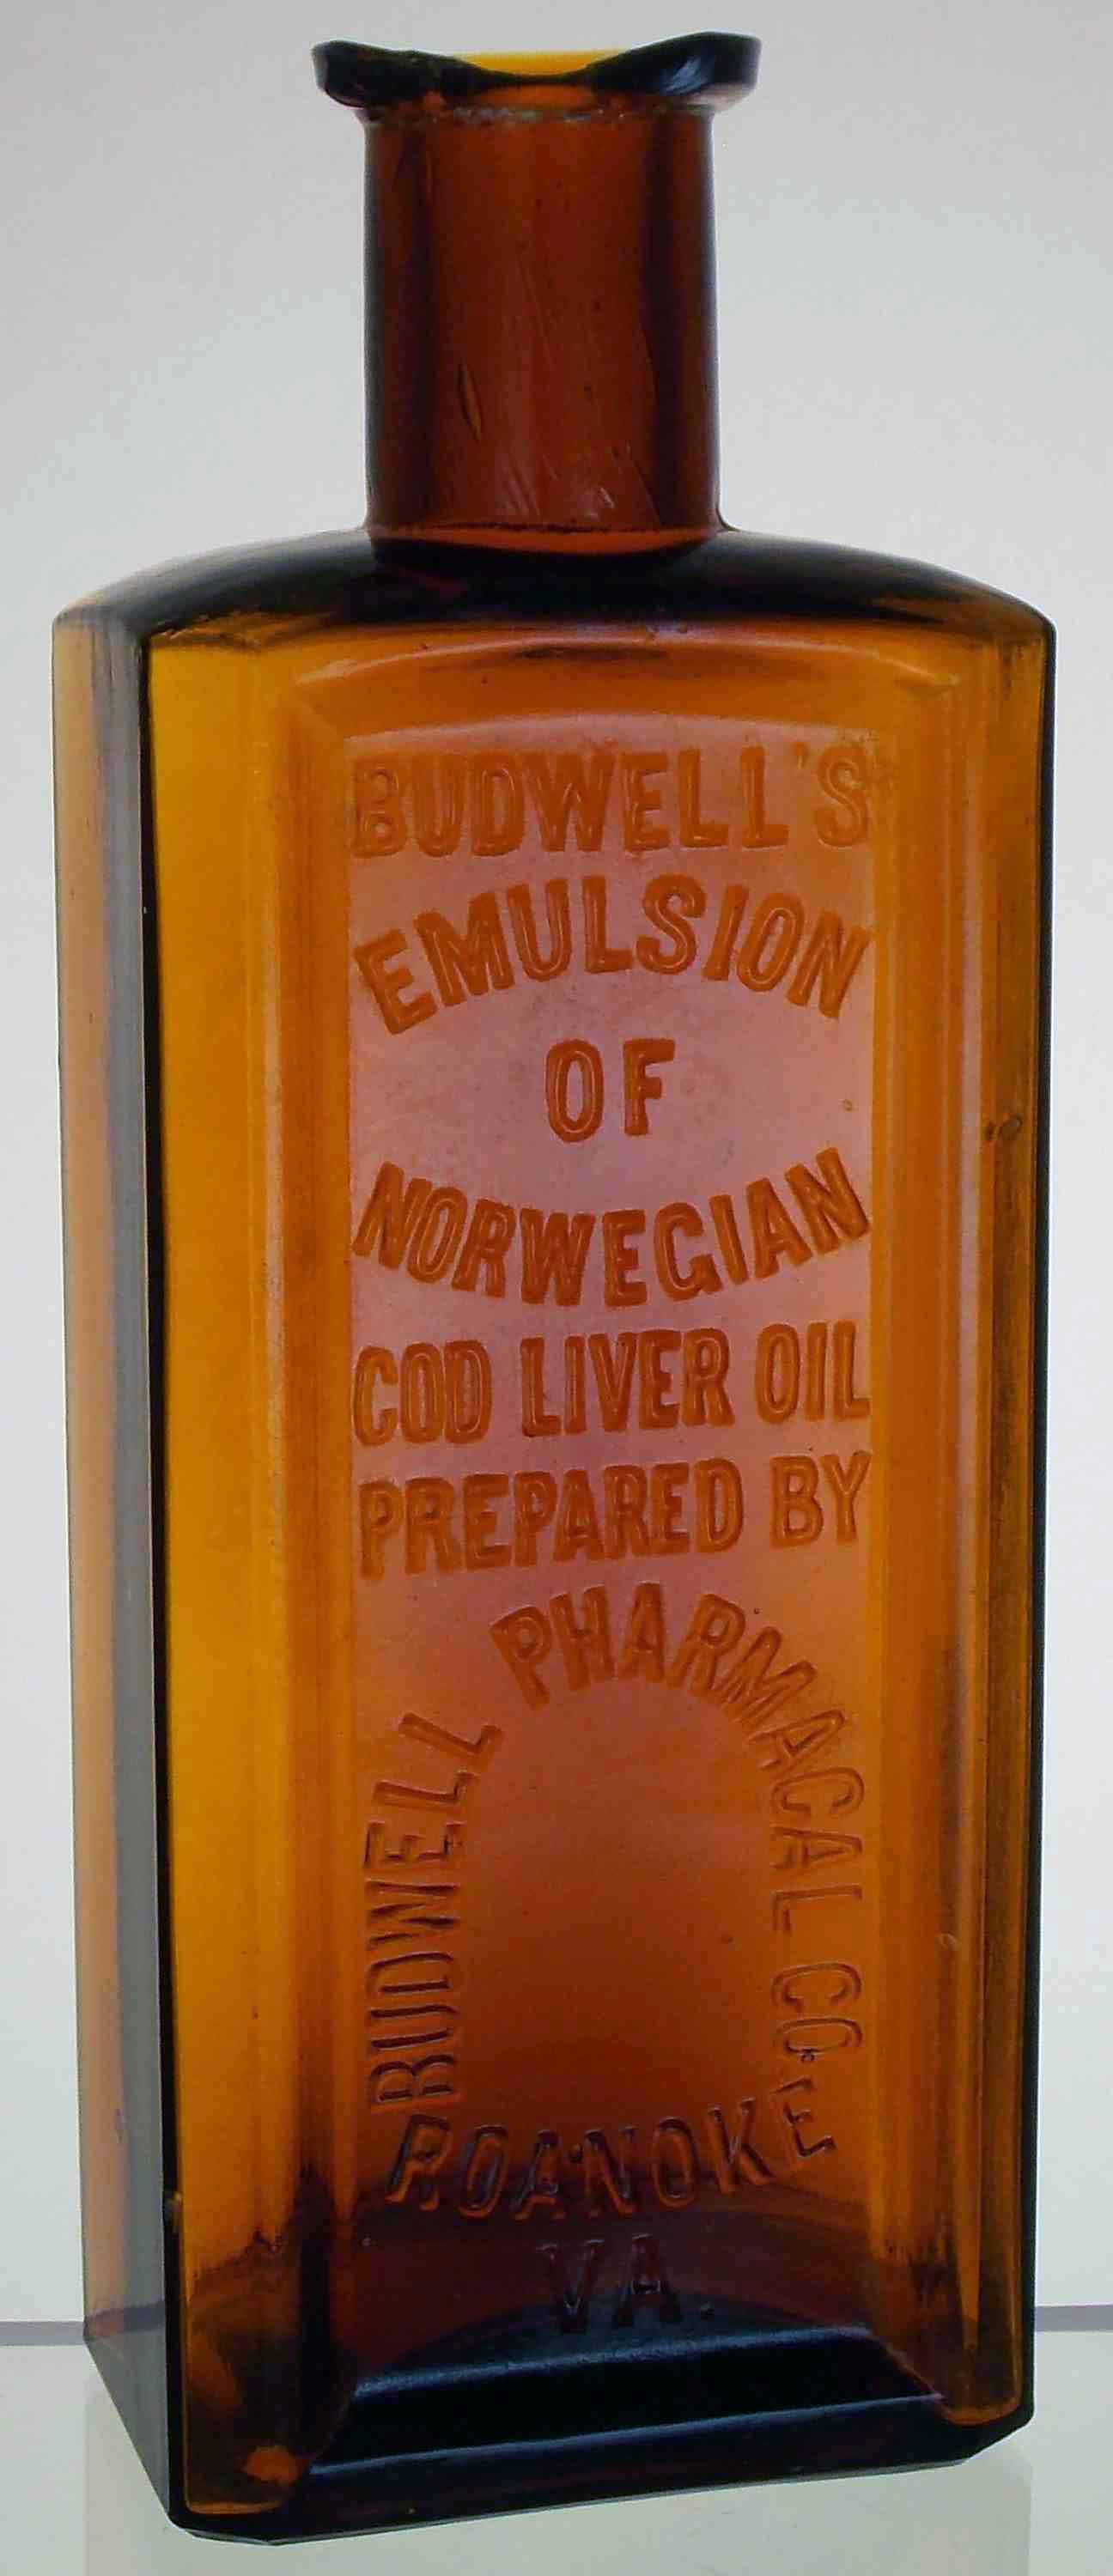 BUDWELL'S
EMULSION
OF
NORWEGIAN
COD LIVER OIL
PREPARED BY
BUDWELL PHARMACAL CO.
ROANOKE
VA.